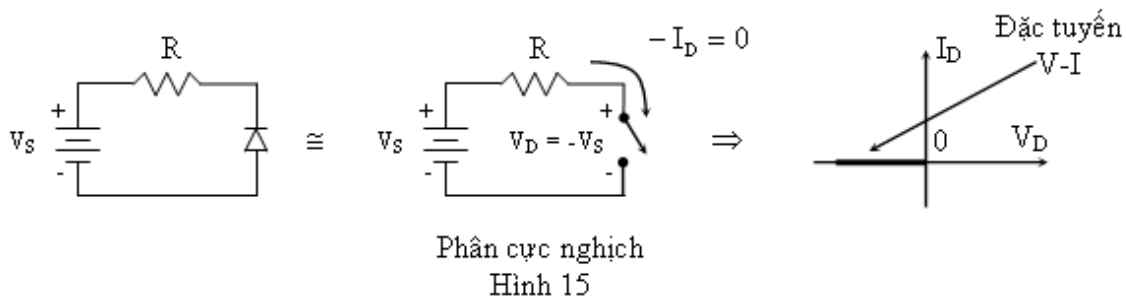 R
+
V_S
-
≅
R
− I_D = 0
+
V_S
-
+
V_D = -V_S
-
⇒
Đặc tuyến
V-I
I_D
0
V_D
Phân cực nghịch
Hình 15